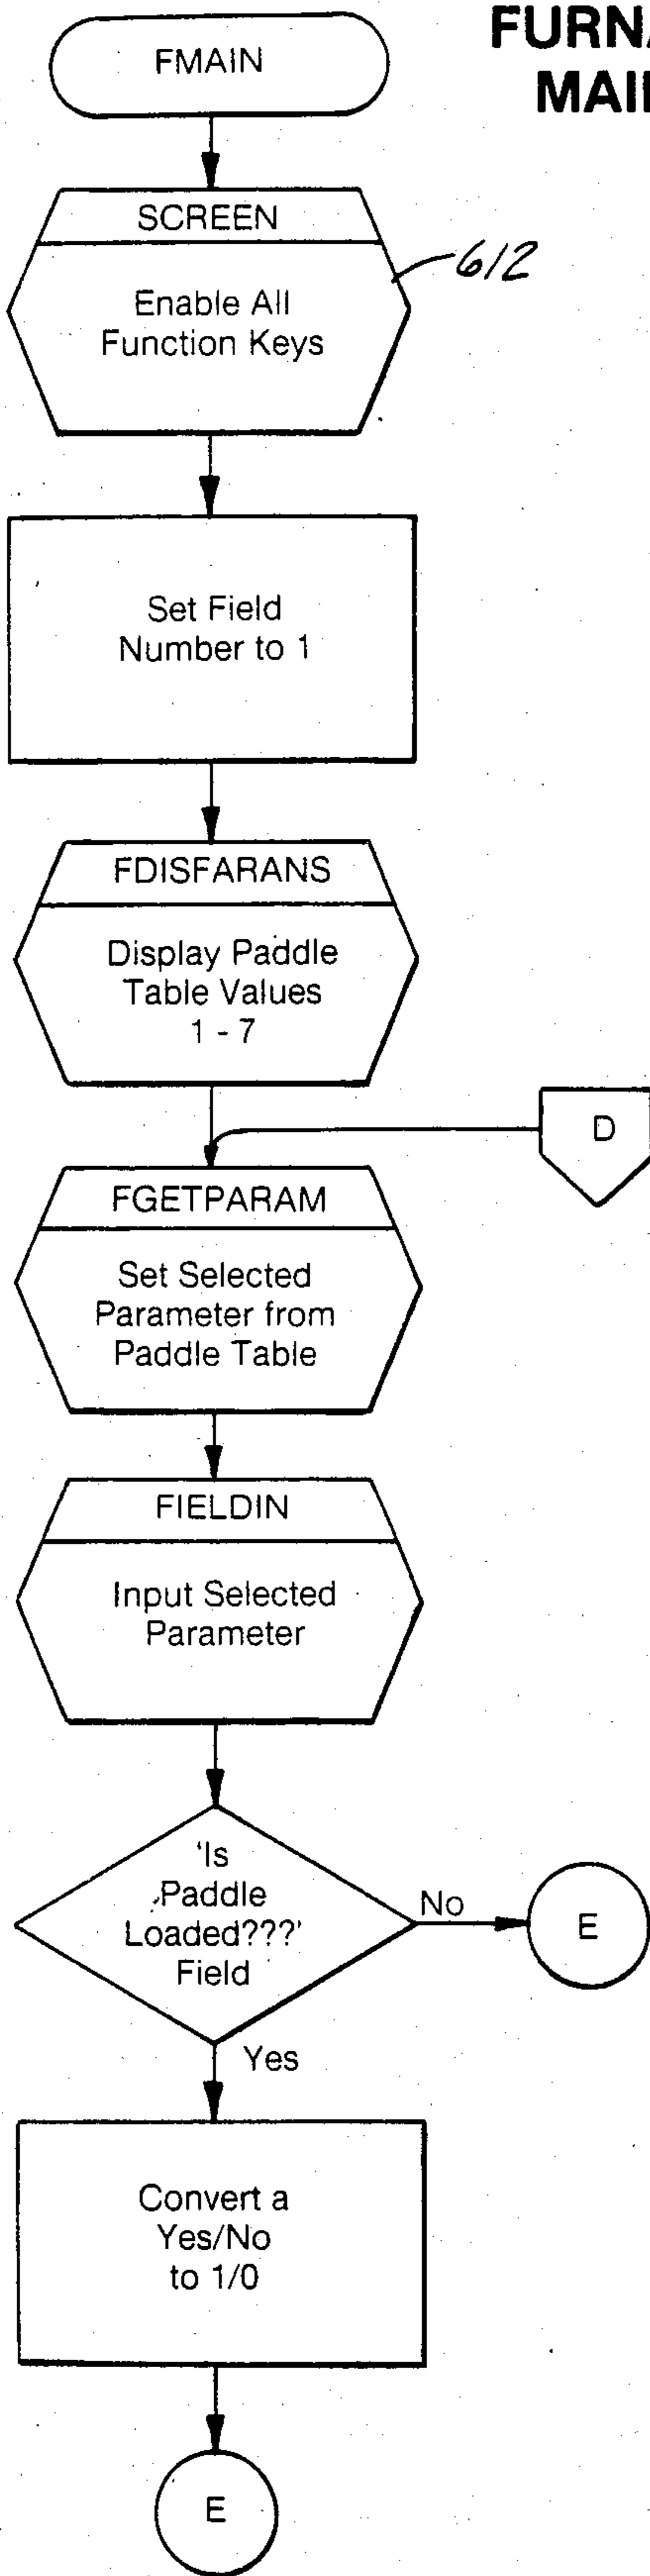 FMAIN
MAI
SCREEN
612
Enable All
Function Keys
Set Field
Number to 1
FDISFARANS
Display Paddle
Table Values
1 - 7
D
FGETPARAM
Set Selected
Parameter from
Paddle Table
FIELDIN
Input Selected
Parameter
'Is
Paddle
Loaded???'
Field
No
E
Yes
Convert a
Yes/No
to 1/0
E